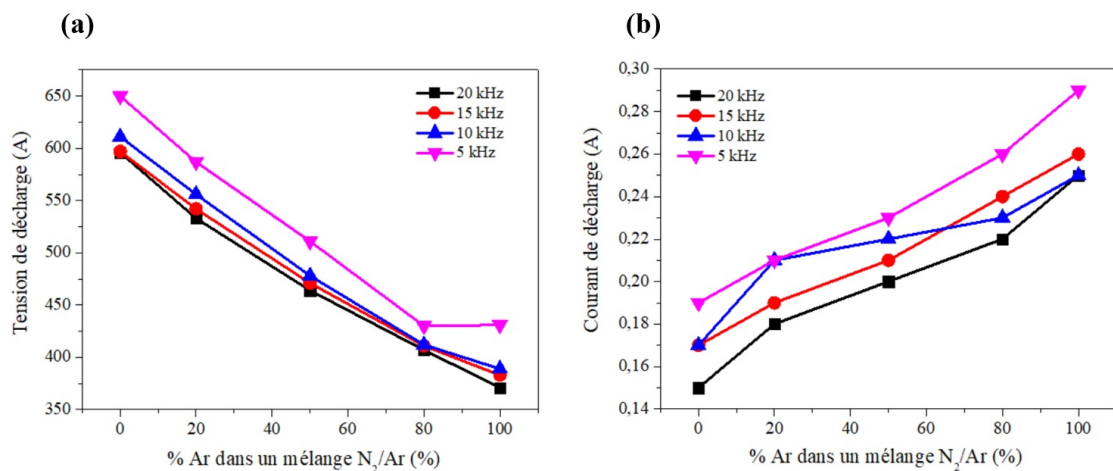 (a)
Tension de décharge (A)
650
600
550
500
450
400
350
20 kHz
15 kHz
10 kHz
5 kHz
0 20 40 60 80 100
% Ar dans un mélange N2/Ar (%)
(b)
Courant de décharge (A)
0,30
0,28
0,26
0,24
0,22
0,20
0,18
0,16
0,14
20 kHz
15 kHz
10 kHz
5 kHz
0 20 40 60 80 100
% Ar dans un mélange N2/Ar (%)